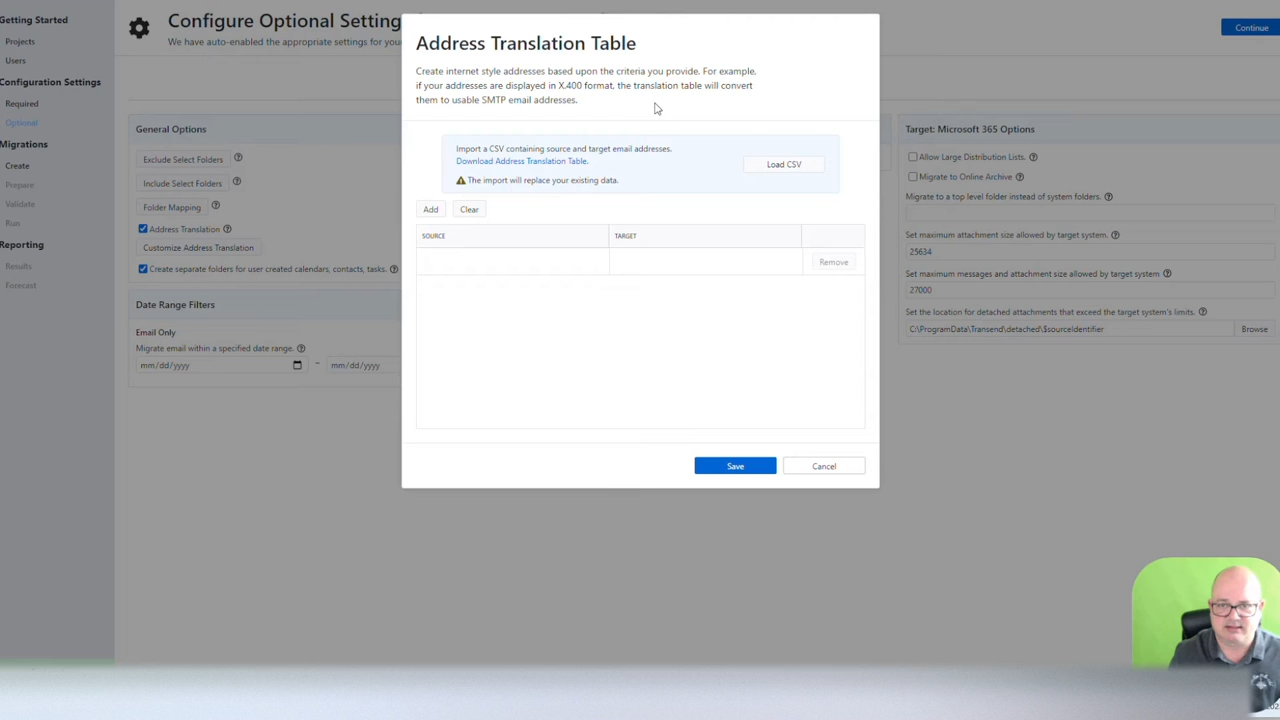 Getting Started
Projects
Users
Configuration Settings
Required
Optional
Migrations
Create
Prepare
Validate
Run
Reporting
Results
Forecast
Configure Optional Setting
We have auto-enabled the appropriate settings for your
Continue
General Options
Exclude Select Folders
Include Select Folders
Folder Mapping
Address Translation
Customize Address Translation
Create separate folders for user created calendars, contacts, tasks.
Date Range Filters
Email Only
Migrate email within a specified date range.
mm/dd/yyyy - mm/dd/yyyy
Address Translation Table
Create internet style addresses based upon the criteria you provide. For example,
if your addresses are displayed in X.400 format, the translation table will convert
them to usable SMTP email addresses.
Import a CSV containing source and target email addresses.
Download Address Translation Table.
The import will replace your existing data.
Load CSV
Add Clear
SOURCE TARGET
Remove
Save Cancel
Target: Microsoft 365 Options
Allow Large Distribution Lists.
Migrate to Online Archive
Migrate to a top level folder instead of system folders.
Set maximum attachment size allowed by target system.
25634
Set maximum messages and attachment size allowed by target system
27000
Set the location for detached attachments that exceed the target system's limits.
C:\ProgramData\Transend\detached\$sourceIdentifier Browse